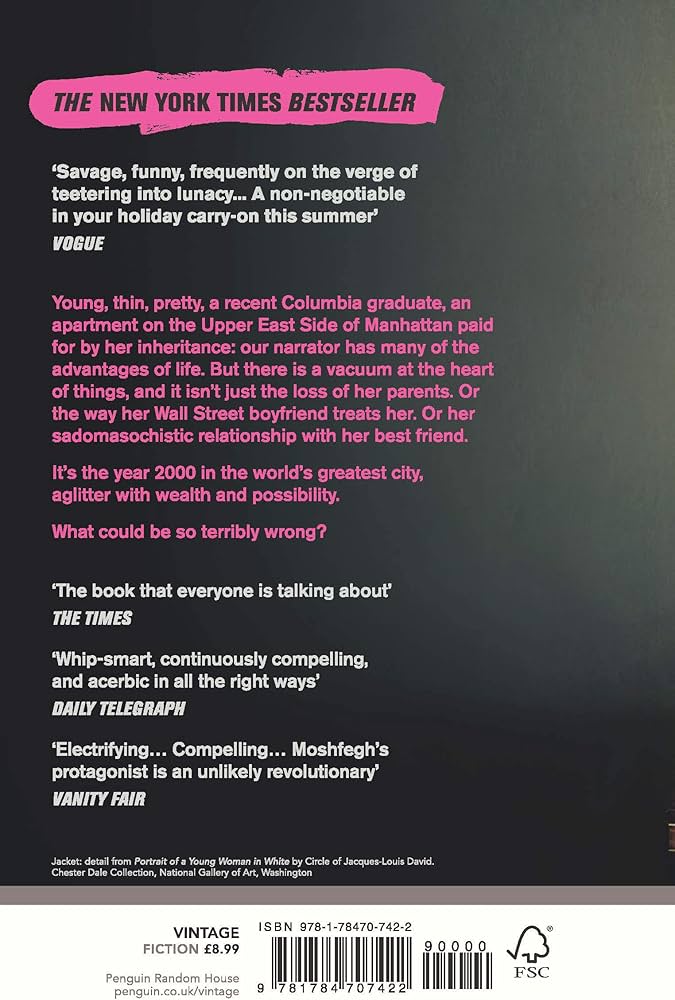 THE NEW YORK TIMES BESTSELLER
‘Savage, funny, frequently on the verge of
teetering into lunacy... A non-negotiable
in your holiday carry-on this summer’
VOGUE
Young, thin, pretty, a recent Columbia graduate, an
apartment on the Upper East Side of Manhattan paid
for by her inheritance: our narrator has many of the
advantages of life. But there is a vacuum at the heart
of things, and it isn’t just the loss of her parents. Or
the way her Wall Street boyfriend treats her. Or her
sadomasochistic relationship with her best friend.
It’s the year 2000 in the world’s greatest city,
aglitter with wealth and possibility.
What could be so terribly wrong?
‘The book that everyone is talking about’
THE TIMES
‘Whip-smart, continuously compelling,
and acerbic in all the right ways’
DAILY TELEGRAPH
‘Electrifying... Compelling... Moshfegh’s
protagonist is an unlikely revolutionary’
VANITY FAIR
Jacket: detail from Portrait of a Young Woman in White by Circle of Jacques-Louis David.
Chester Dale Collection, National Gallery of Art, Washington
VINTAGE
FICTION £8.99
Penguin Random House
penguin.co.uk/vintage
ISBN 978-1-78470-742-2
90000
9 781784 707422
®
FSC